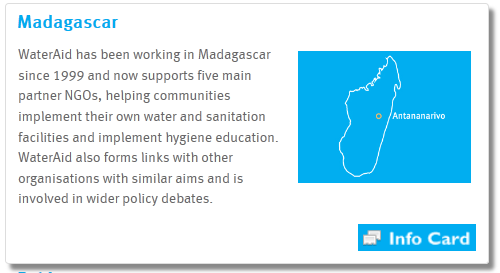 Madagascar
WaterAid has been working in Madagascar
since 1999 and now supports five main
partner NGOs, helping communities
implement their own water and sanitation
facilities and implement hygiene education.
WaterAid also forms links with other
organisations with similar aims and is
involved in wider policy debates.
Antananarivo
Info Card